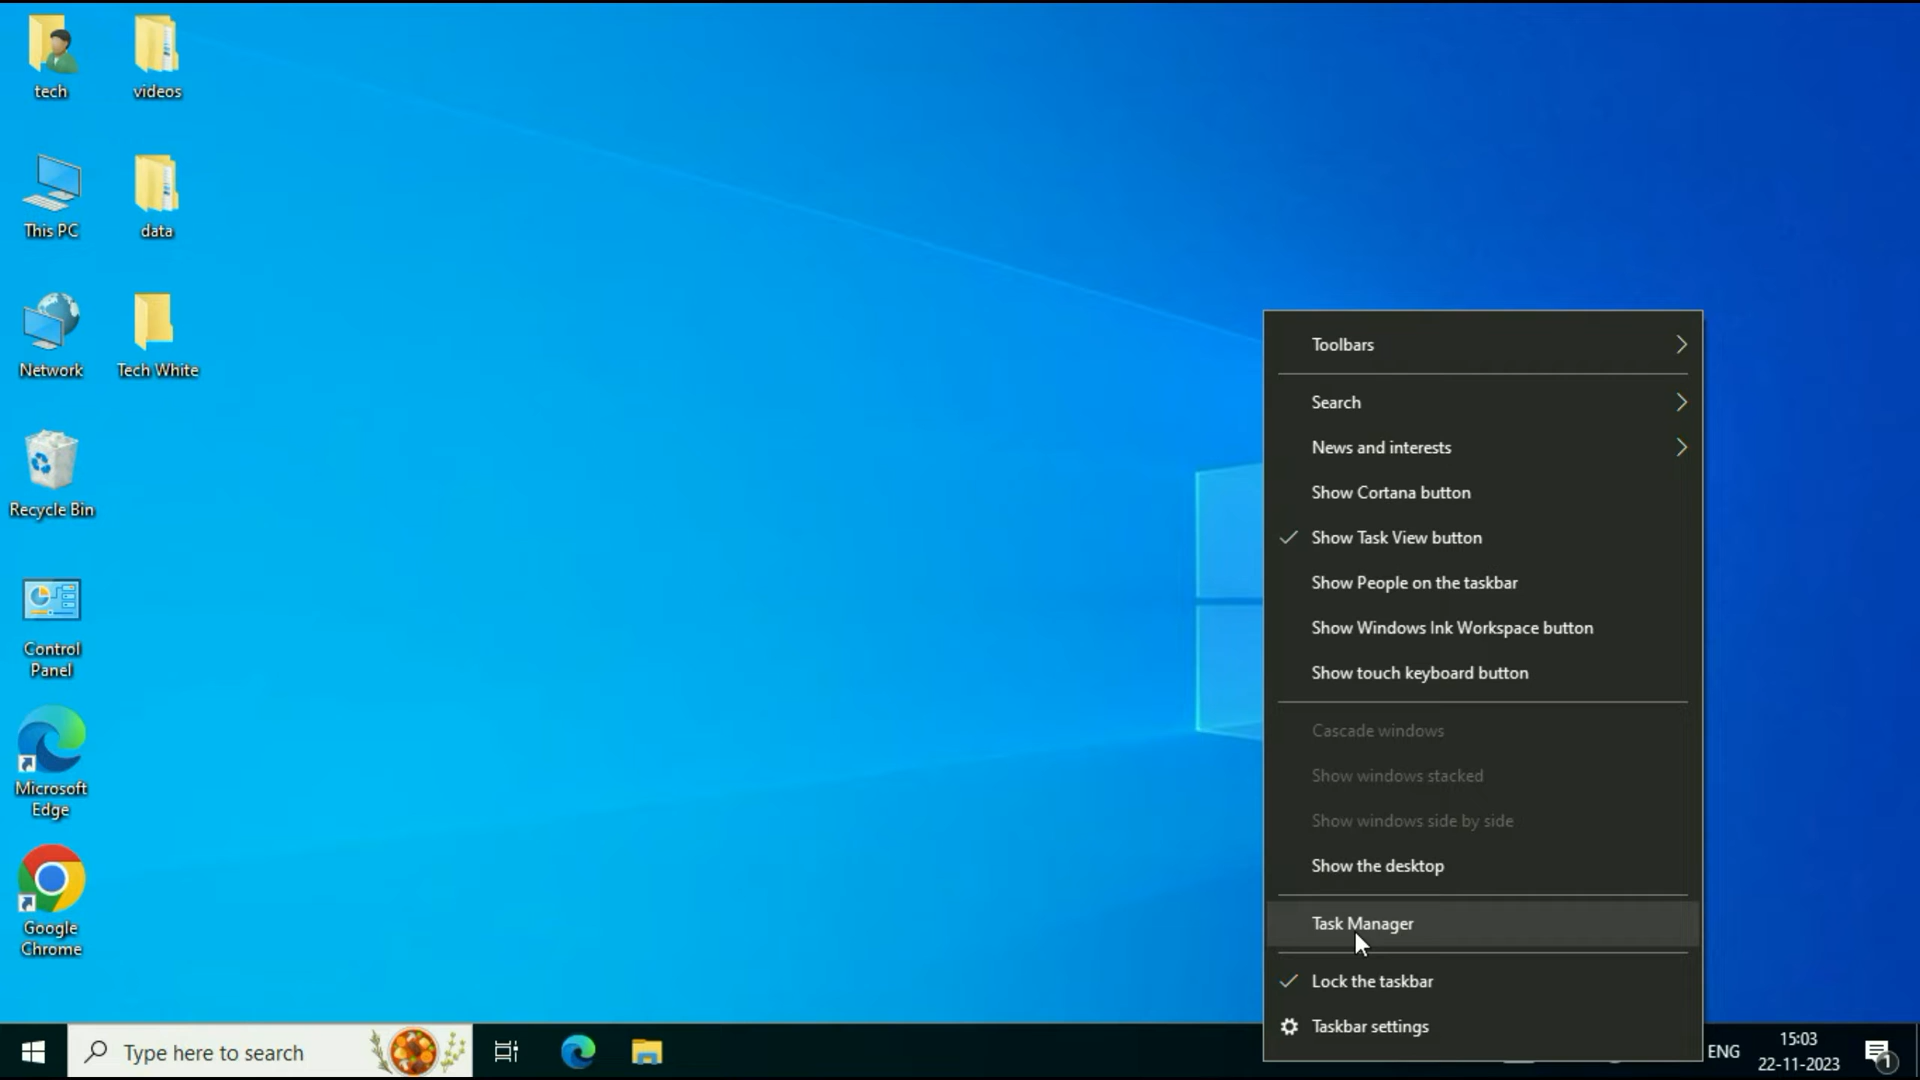 tech
videos
This PC
data
Network
Tech White
Recycle Bin
Control
Panel
Microsoft
Edge
Google
Chrome
Toolbars
Search
News and interests
Show Cortana button
Show Task View button
Show People on the taskbar
Show Windows Ink Workspace button
Show touch keyboard button
Cascade windows
Show windows stacked
Show windows side by side
Show the desktop
Task Manager
Lock the taskbar
Taskbar settings
Type here to search
ENG
15:03
22-11-2023
1